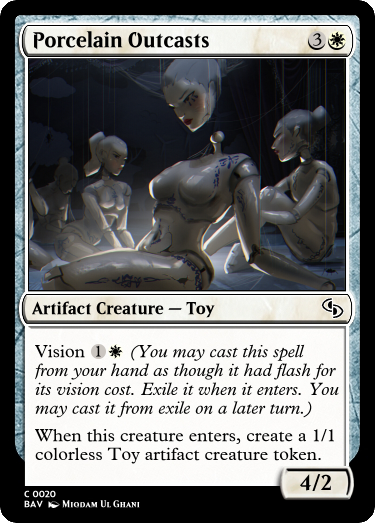 Porcelain Outcasts 3
Artifact Creature — Toy
Vision 1 (You may cast this spell
from your hand as though it had flash for
its vision cost. Exile it when it enters. You
may cast it from exile on a later turn.)
When this creature enters, create a 1/1
colorless Toy artifact creature token.
4/2
C 0020
BAV Miodam Ul Ghani